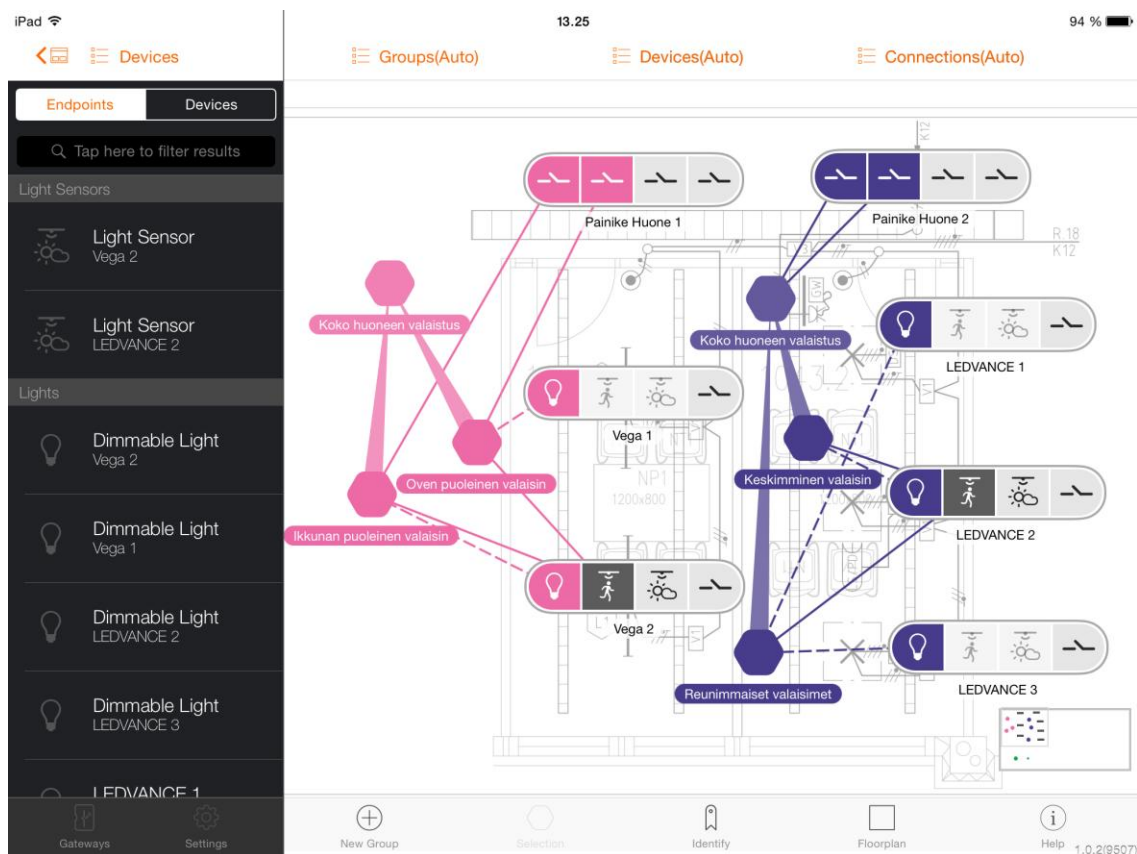 iPad
13.25
94 %
Devices
Groups(Auto)
Devices(Auto)
Connections(Auto)
Endpoints
Devices
Tap here to filter results
Light Sensors
Light Sensor
Vega 2
Light Sensor
LEDVANCE 2
Lights
Dimmable Light
Vega 2
Dimmable Light
Vega 1
Dimmable Light
LEDVANCE 2
Dimmable Light
LEDVANCE 3
LEDVANCE 1
Gateways
Settings
K12
Painike Huone 1
Painike Huone 2
R.18
K12
GW
Koko huoneen valaistus
Koko huoneen valaistus
LEDVANCE 1
V1
Vega 1
Oven puoleinen valaisin
NP1
1200x800
Keskimminen valaisin
Ikkunan puoleinen valaisin
LEDVANCE 2
Vega 2
V1
Reunimmaiset valaisimet
LEDVANCE 3
New Group
Selection
Identify
Floorplan
Help
1.0.2(9507)